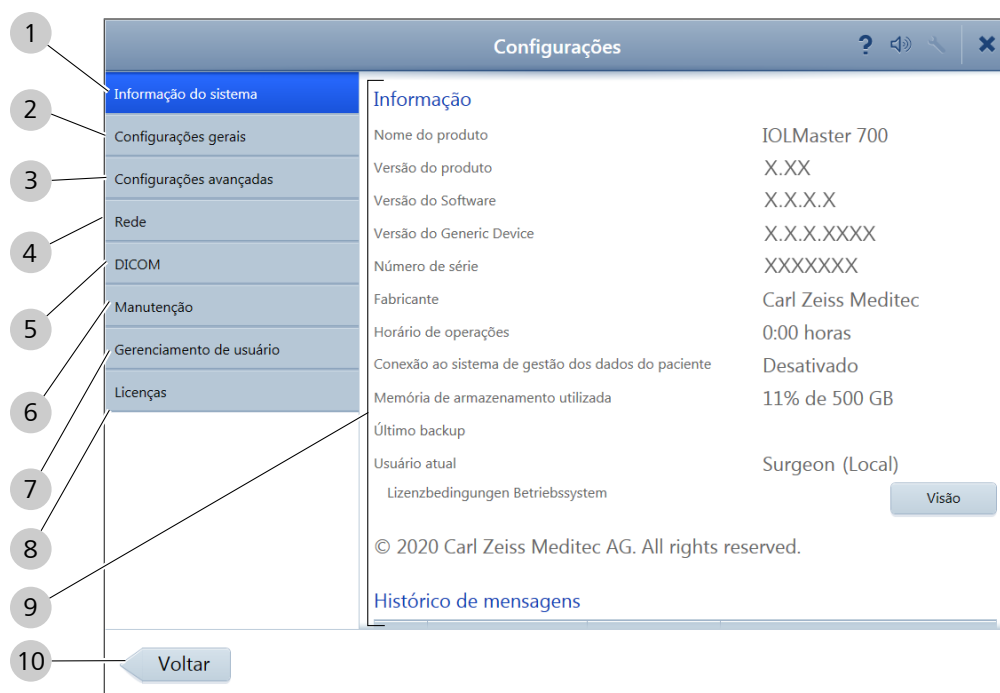 Configurações
?
1
2
3
4
5
6
7
8
9
10
Informação do sistema
Configurações gerais
Configurações avançadas
Rede
DICOM
Manutenção
Gerenciamento de usuário
Licenças
Informação
Nome do produto IOLMaster 700
Versão do produto X.XX
Versão do Software X.X.X.X
Versão do Generic Device X.X.X.XXXX
Número de série XXXXXXX
Fabricante Carl Zeiss Meditec
Horário de operações 0:00 horas
Conexão ao sistema de gestão dos dados do paciente Desativado
Memória de armazenamento utilizada 11% de 500 GB
Último backup
Usuário atual Surgeon (Local)
Lizenzbedingungen Betriebssystem Visão
© 2020 Carl Zeiss Meditec AG. All rights reserved.
Histórico de mensagens
Voltar